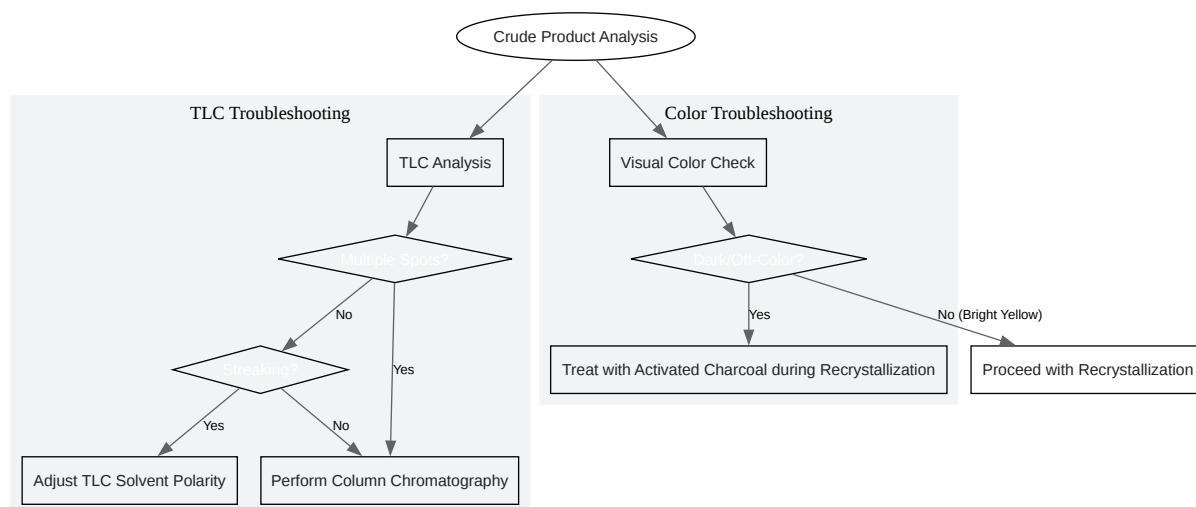 Crude Product Analysis
TLC Troubleshooting
Color Troubleshooting
TLC Analysis
Visual Color Check
Multiple Spots?
Dark/Off-Color?
No
Yes
No (Bright Yellow)
Streaking?
Yes
Treat with Activated Charcoal during Recrystallization
Proceed with Recrystallization
Yes
No
Adjust TLC Solvent Polarity
Perform Column Chromatography